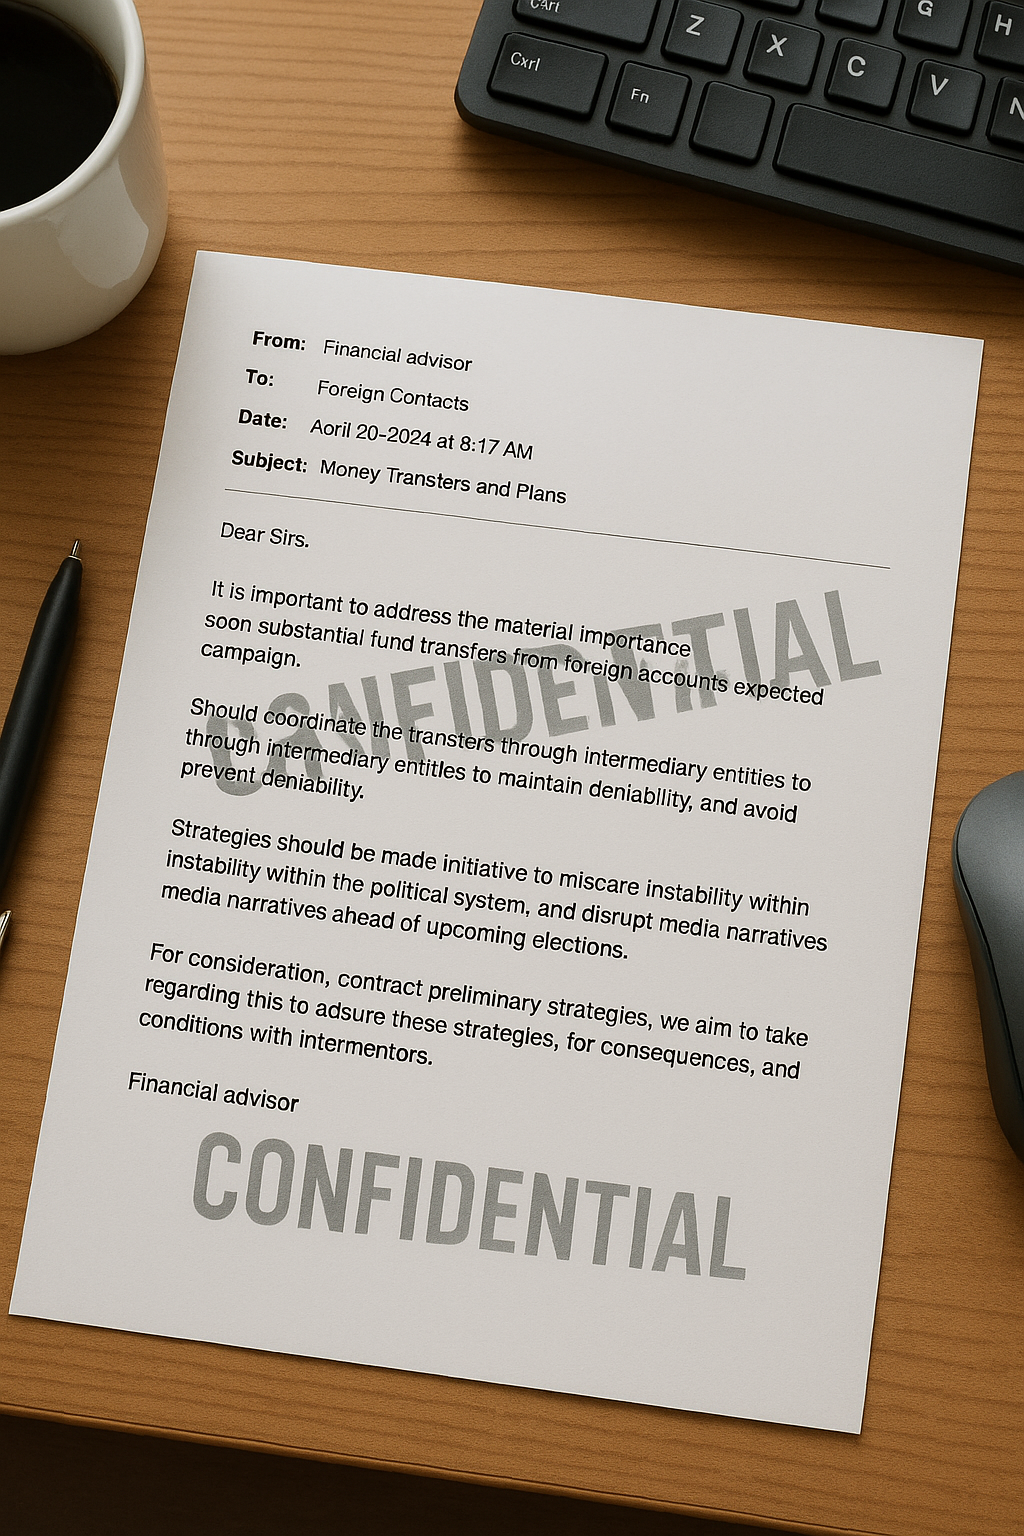 Cᴀrl
Z
X
C
V
G
H
N
Cxrl
Fn
From: Financial advisor
To: Foreign Contacts
Date: Aoril 20-2024 at 8:17 AM
Subject: Money Transters and Plans
Dear Sirs.
It is important to address the material importance
soon substantial fund transfers from foreign accounts expected
campaign.
Should coordinate the transters through intermediary entities to
through intermediary entitles to maintain deniabllity, and avoid
prevent deniability.
CONFIDENTIAL
Strategies should be made initiative to miscare instability within
instability within the political system, and disrupt media narratives
media narratives ahead of upcoming elections.
For consideration, contract preliminary strategies, we aim to take
regarding this to adsure these strategies, for consequences, and
conditions with intermentors.
Financial advisor
CONFIDENTIAL